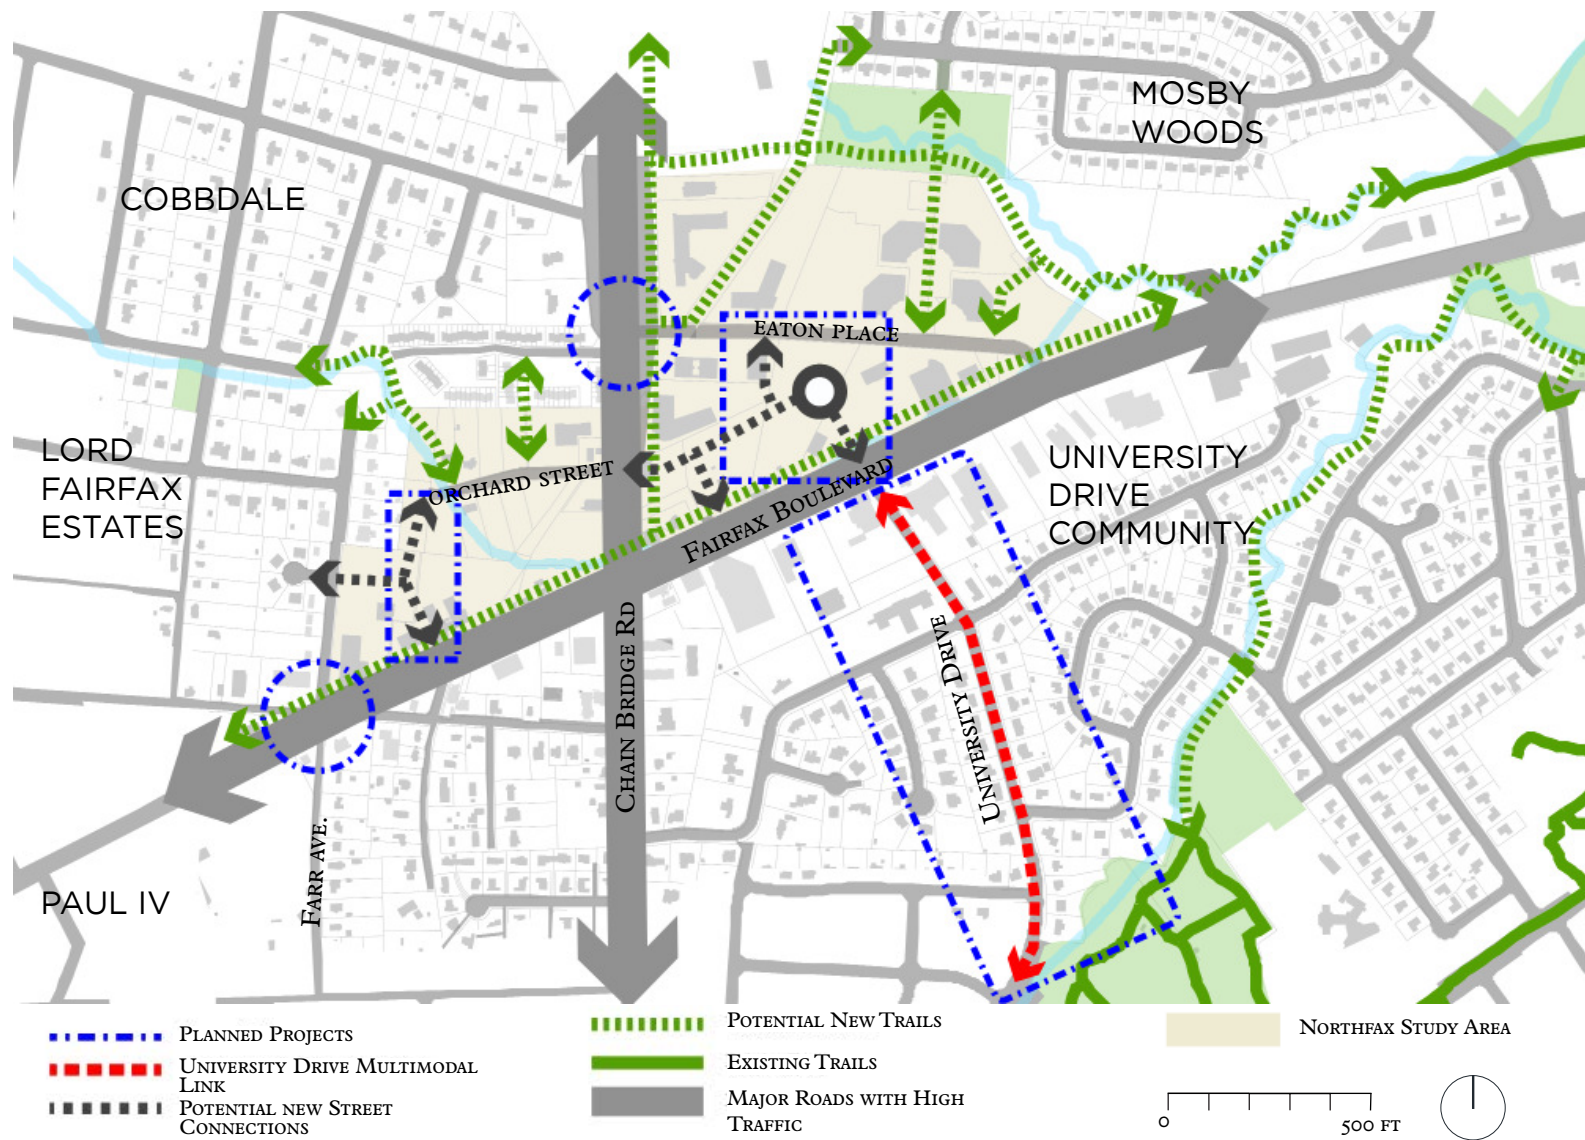 MOSBY
WOODS
COBBDALE
EATON PLACE
LORD
FAIRFAX
ESTATES
ORCHARD STREET
FAIRFAX BOULEVARD
UNIVERSITY
DRIVE
COMMUNITY
CHAIN BRIDGE RD
UNIVERSITY DRIVE
FARR AVE.
PAUL IV
PLANNED PROJECTS
UNIVERSITY DRIVE MULTIMODAL
LINK
POTENTIAL NEW STREET
CONNECTIONS
POTENTIAL NEW TRAILS
EXISTING TRAILS
MAJOR ROADS WITH HIGH
TRAFFIC
NORTHFAX STUDY AREA
0 500 FT